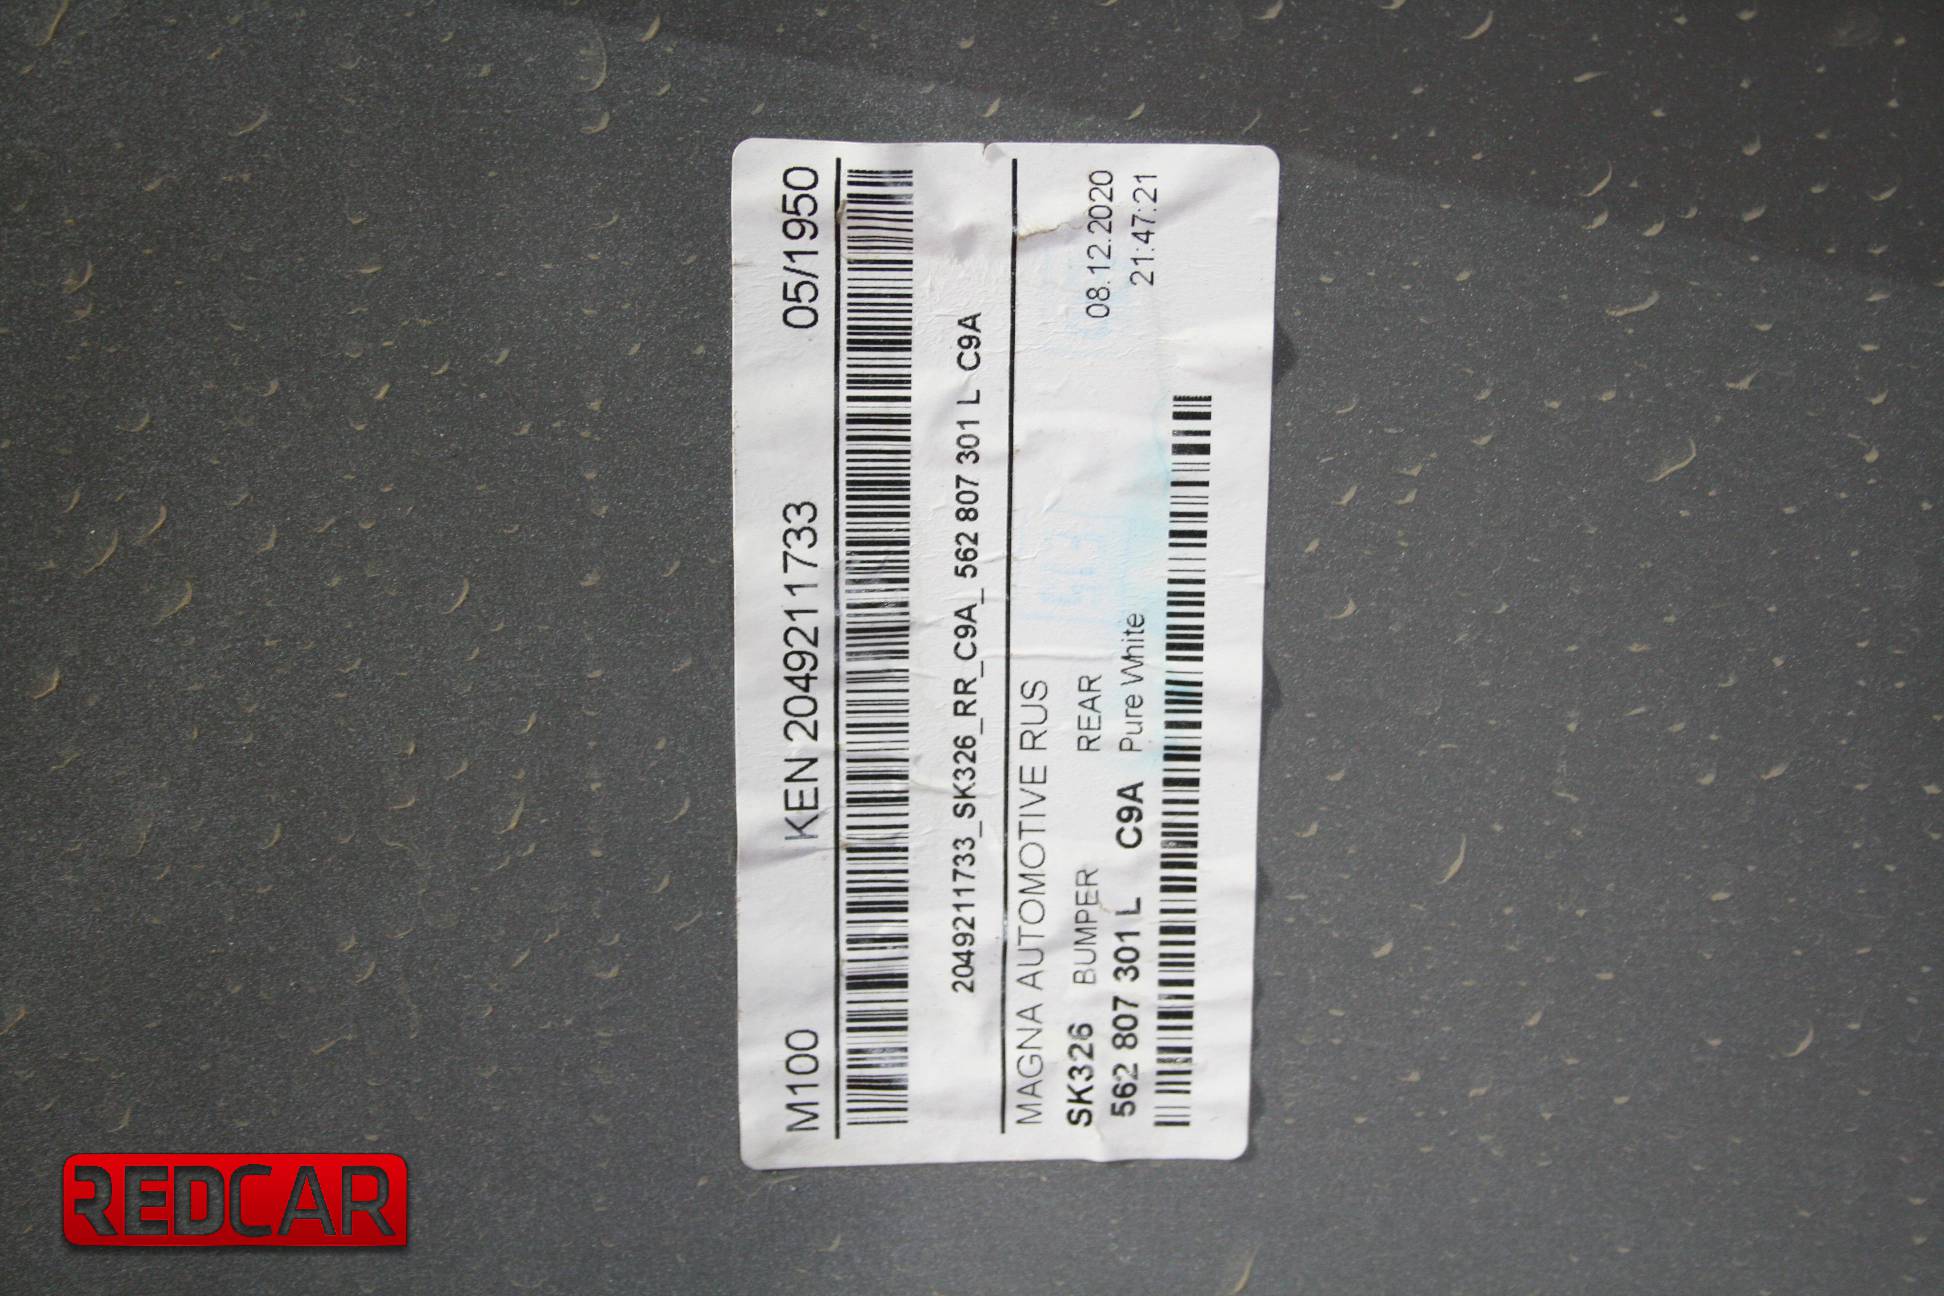 M100 KEN 2049211733 05/1950
2049211733_SK326_RR_C9A_ 562 807 301 L C9A
MAGNA AUTOMOTIVE RUS
SK326 BUMPER REAR 08.12.2020
562 807 301 L C9A Pure White 21:47:21
REDCAR